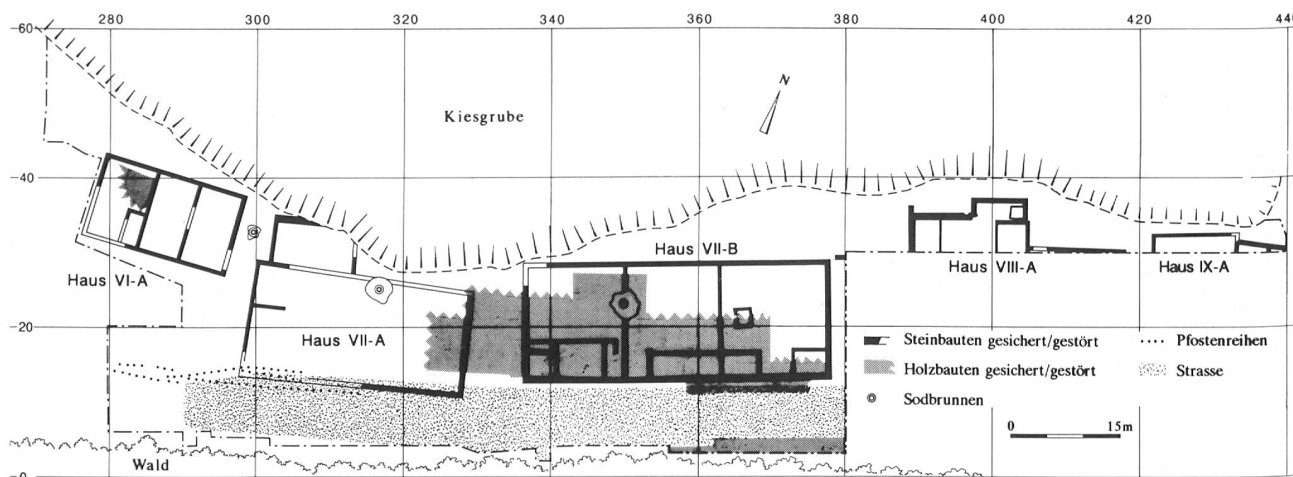 280 300 320 340 360 380 400 420 440
60
N
Kiesgrube
40
Haus VI-A
Haus VII-B
Haus VIII-A
Haus IX-A
20
Haus VII-A
Steinbauten gesichert/gestört
Pfostenreihen
Holzbauten gesichert/gestört
Strasse
Sodbrunnen
0 15m
Wald
0